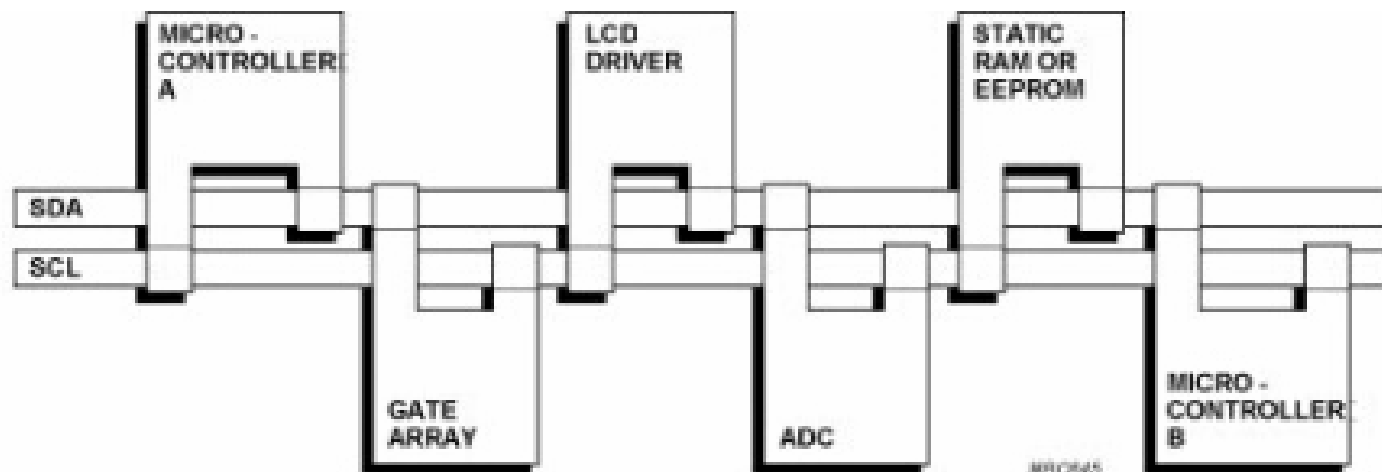 MICRO -
CONTROLLER
A
LCD
DRIVER
STATIC
RAM OR
EEPROM
SDA
SCL
GATE
ARRAY
ADC
MICRO -
CONTROLLER
B